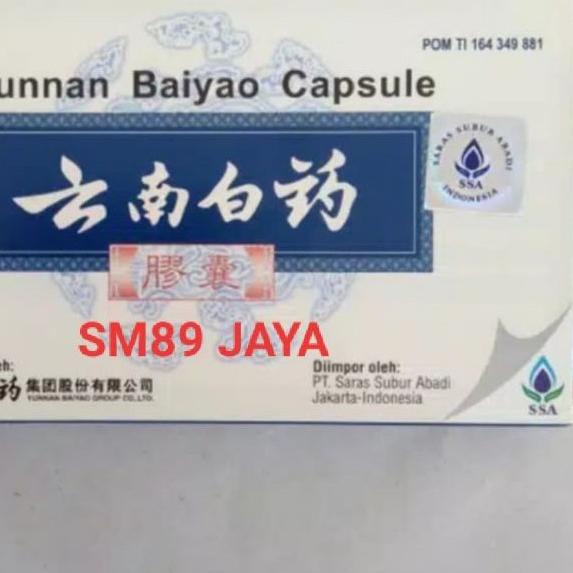 POM TI 164 349 881
unnan Baiyao Capsule
云南白药
膠囊
SARAS SUBUR ABADI
SSA
INDONESIA
SM89 JAYA
eh:
药 集团股份有限公司
YUNNAN BAIYAO GROUP CO.,LTD.
Diimpor oleh:
PT. Saras Subur Abadi
Jakarta-Indonesia
SSA